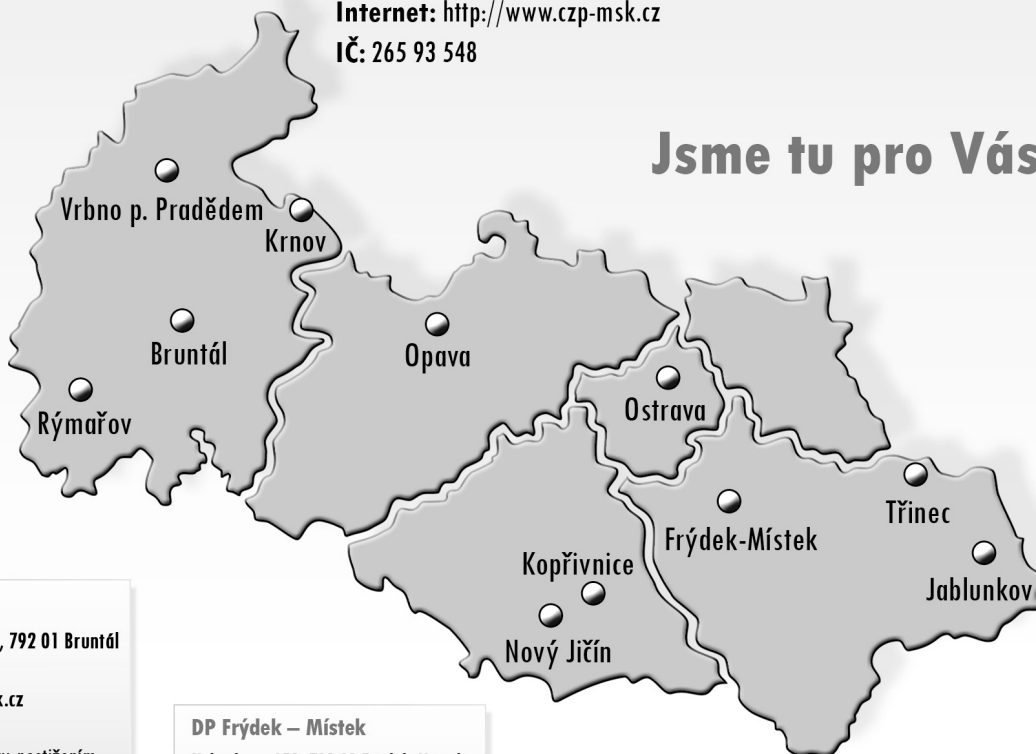 Internet: http://www.czp-msk.cz
IČ: 265 93 548
Jsme tu pro Vás
Vrbno p. Pradědem
Krnov
Bruntál
Opava
Rýmařov
Ostrava
Třinec
Frýdek-Místek
Kopřivnice
Jablunkov
Nový Jičín
, 792 01 Bruntál
k.cz
DP Frýdek – Místek